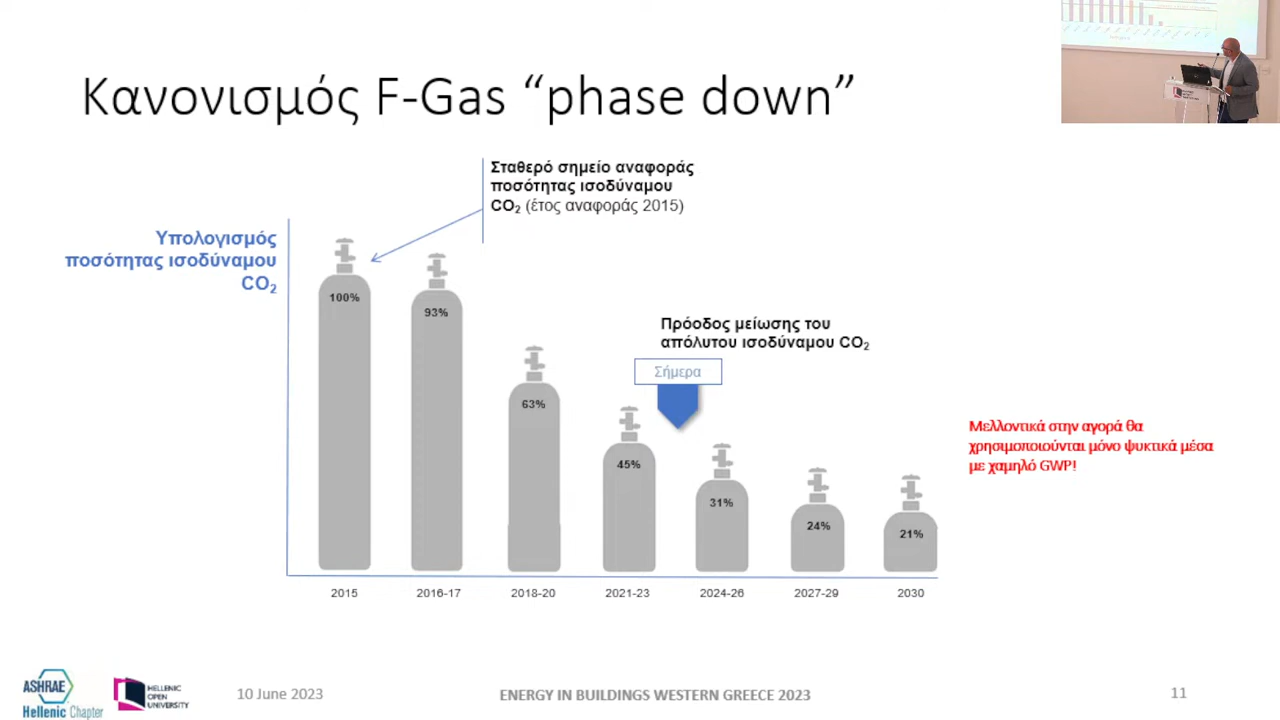 Κανονισμός F-Gas “phase down”
Σταθερό σημείο αναφοράς
ποσότητας ισοδύναμου
CO₂ (έτος αναφοράς 2015)
Υπολογισμός
ποσότητας ισοδύναμου
CO₂
100%
93%
63%
45%
31%
24%
21%
Πρόοδος μείωσης του
απόλυτου ισοδύναμου CO₂
Σήμερα
Μελλοντικά στην αγορά θα
χρησιμοποιούνται μόνο ψυκτικά μέσα
με χαμηλό GWP!
2015
2016-17
2018-20
2021-23
2024-26
2027-29
2030
ASHRAE
Hellenic Chapter
HELLENIC
OPEN
UNIVERSITY
10 June 2023
ENERGY IN BUILDINGS WESTERN GREECE 2023
11